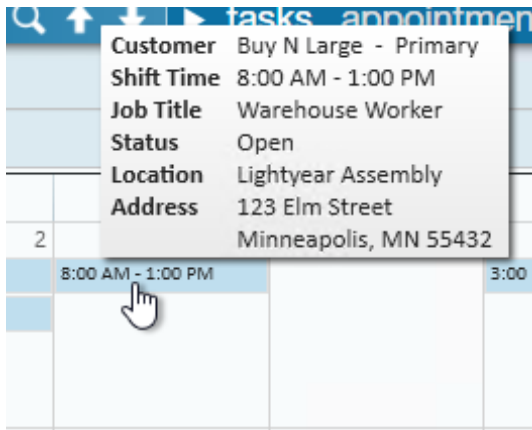 tasks appointmen
Customer Buy N Large - Primary
Shift Time 8:00 AM - 1:00 PM
Job Title Warehouse Worker
Status Open
Location Lightyear Assembly
Address 123 Elm Street
Minneapolis, MN 55432
2
8:00 AM - 1:00 PM
3:00